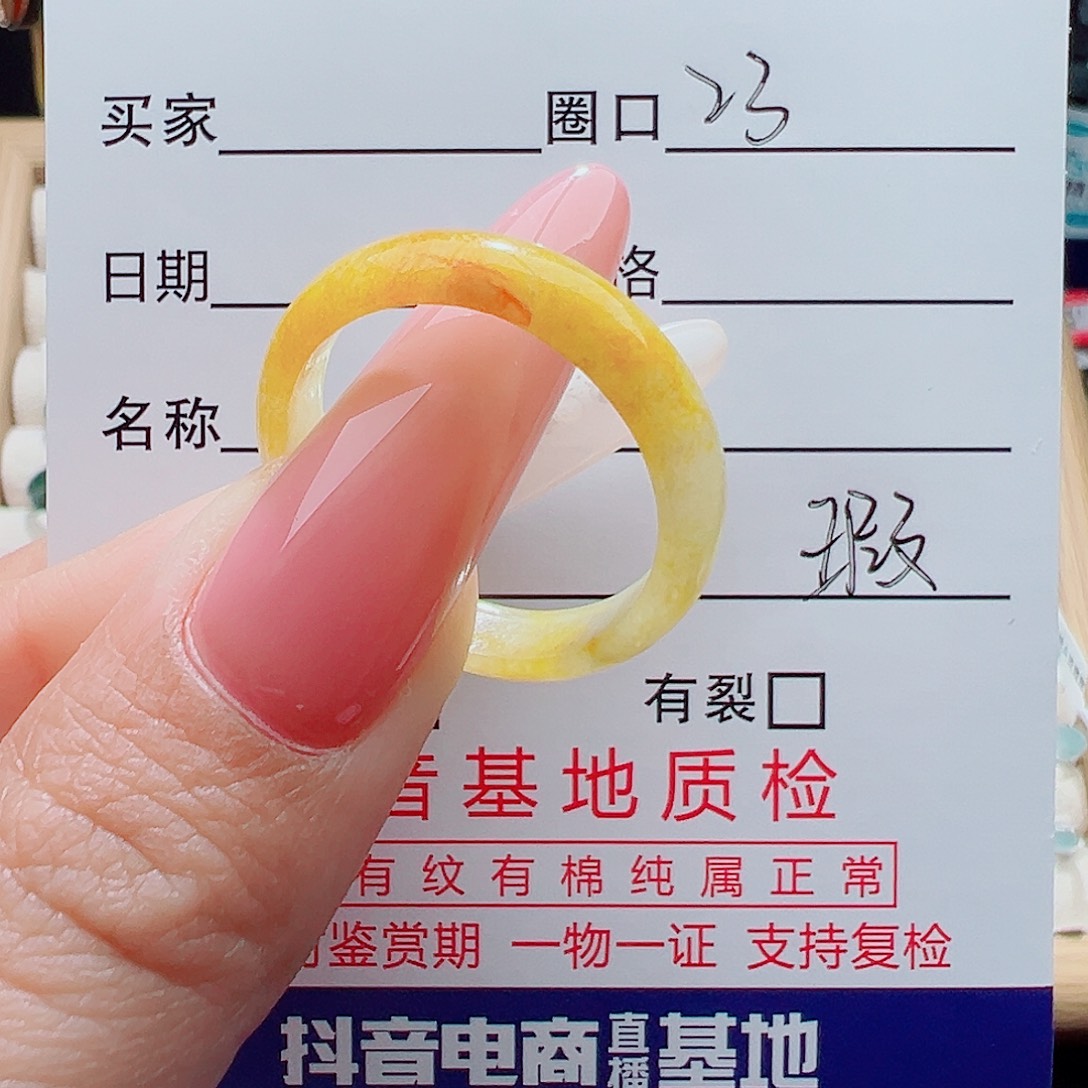 买家 圈口 23
日期 格
名称
瑕
有裂
音基地质检
有纹有棉纯属正常
鉴赏期 一物一证 支持复检
抖音电商直播基地